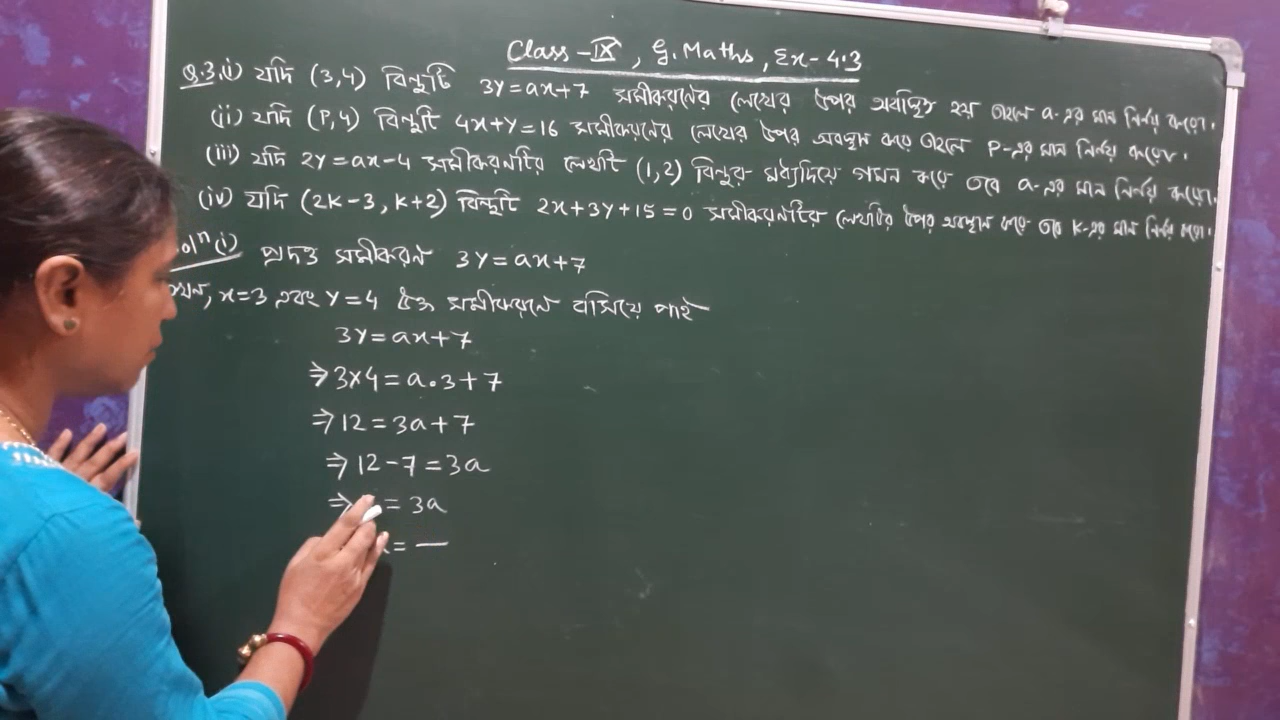 Class-IX, G. Maths, Ex-4.3
Q.3.(i) যদি (3,4) বিন্দুটি 3y=ax+7 সমীকরণের লেখের উপর অবস্থিত হয় তাহলে a-এর মান নির্ণয় করো।
(ii) যদি (P,4) বিন্দুটি 4x+y=16 সমীকরণের লেখের উপর অবস্থান করে তাহলে P-এর মান নির্ণয় করো।
(iii) যদি 2y=ax-4 সমীকরণটির লেখটি (1,2) বিন্দুর মধ্যদিয়ে গমন করে তবে a-এর মান নির্ণয় করো।
(iv) যদি (2k-3, k+2) বিন্দুটি 2x+3y+15=0 সমীকরণটির লেখটির উপর অবস্থান করে তবে k-এর মান নির্ণয় করো।
(i) প্রদত্ত সমীকরণ 3y=ax+7
x=3 এবং y=4 উক্ত সমীকরণে বসিয়ে পাই
3y=ax+7
⇒3×4=a.3+7
⇒12=3a+7
⇒12-7=3a
⇒ =3a
= —